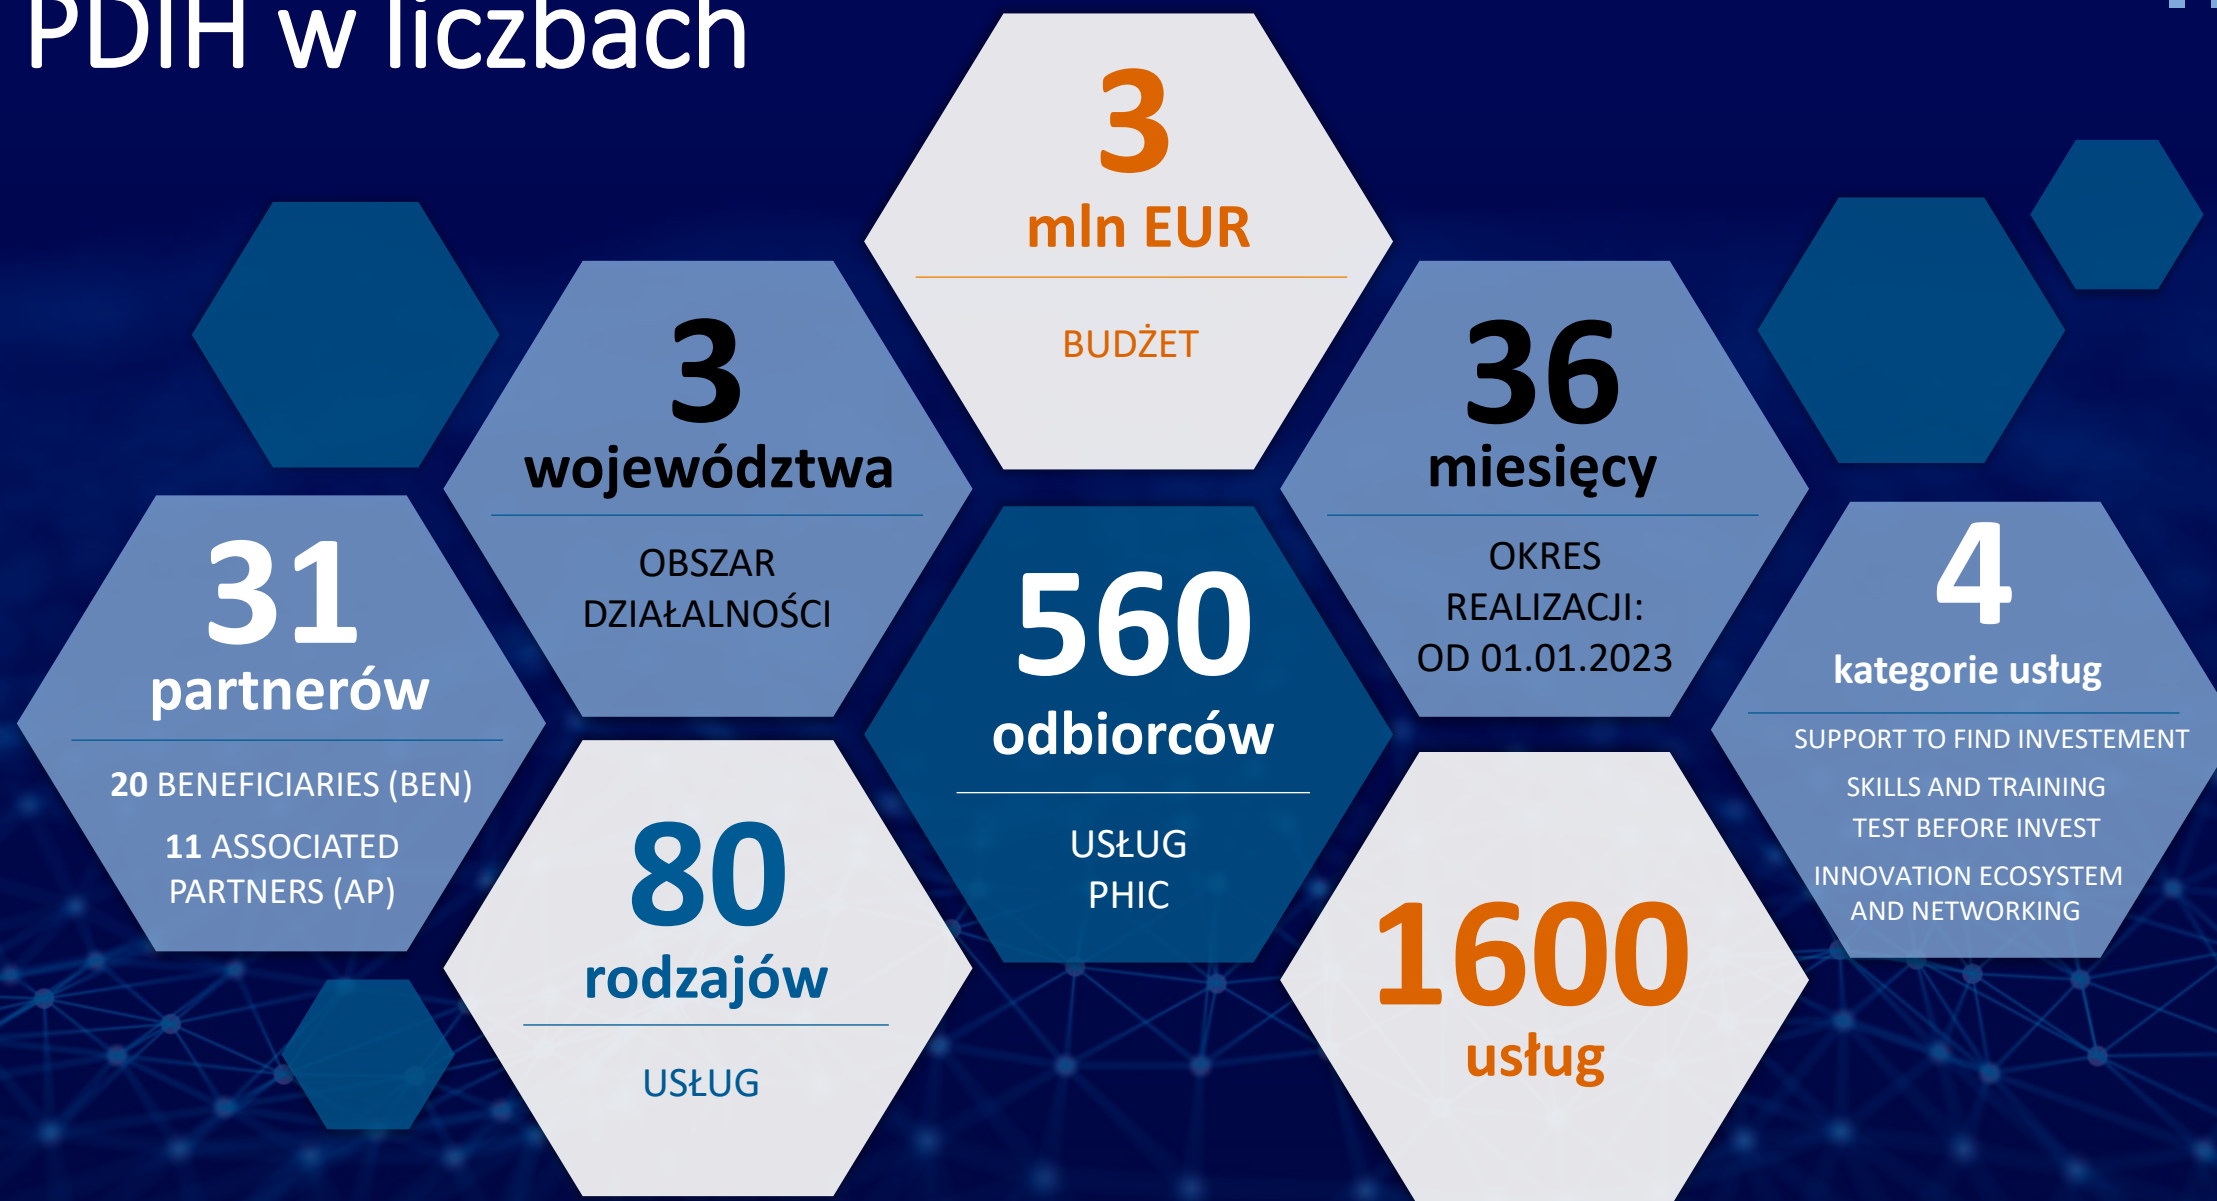 PDIH w liczbach
3
mln EUR
BUDŻET
3
województwa
OBSZAR
DZIAŁALNOŚCI
36
miesięcy
OKRES
REALIZACJI:
OD 01.01.2023
31
partnerów
20 BENEFICIARIES (BEN)
11 ASSOCIATED
PARTNERS (AP)
560
odbiorców
USŁUG
PHIC
4
kategorie usług
SUPPORT TO FIND INVESTEMENT
SKILLS AND TRAINING
TEST BEFORE INVEST
INNOVATION ECOSYSTEM
AND NETWORKING
80
rodzajów
USŁUG
1600
usług